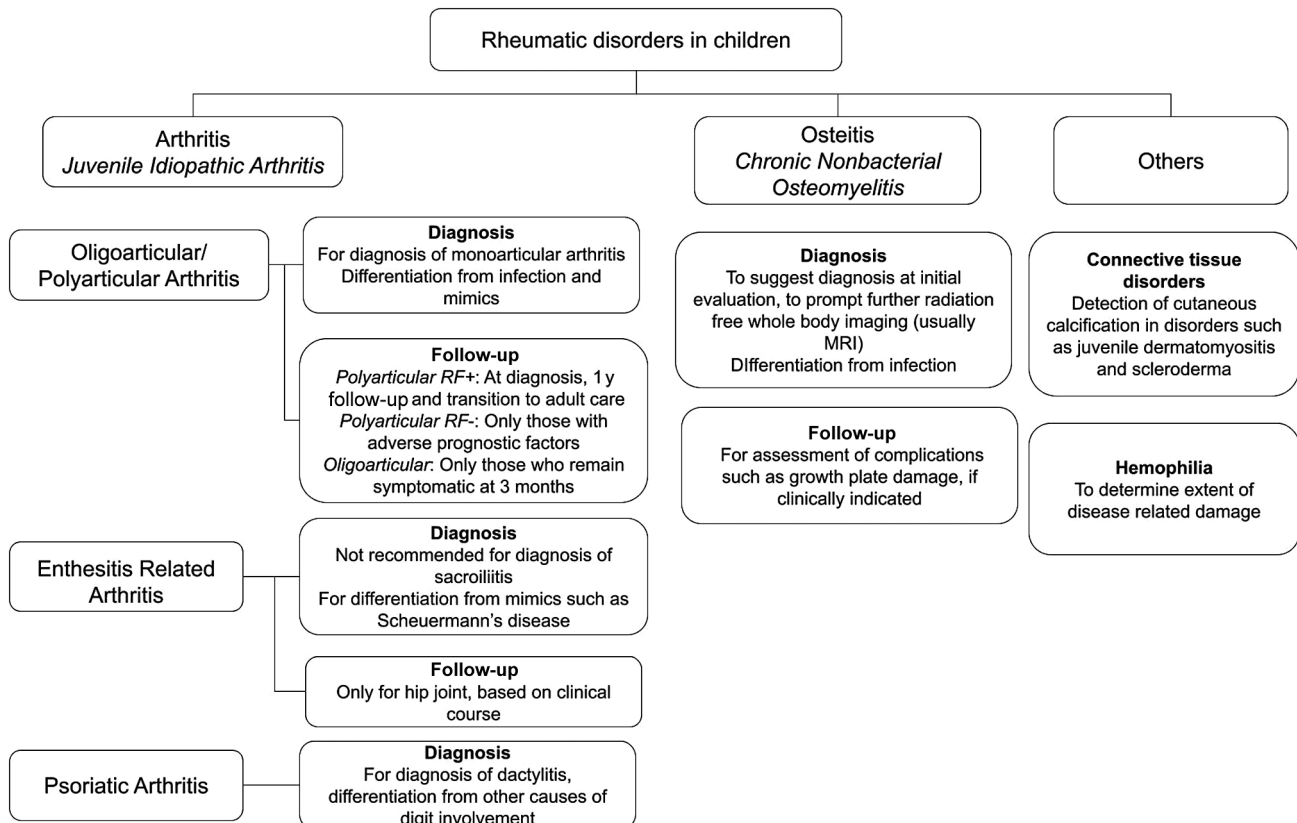 Rheumatic disorders in children
Arthritis
Juvenile Idiopathic Arthritis
Osteitis
Chronic Nonbacterial
Osteomyelitis
Others
Oligoarticular/
Polyarticular Arthritis
Diagnosis
For diagnosis of monoarticular arthritis
Differentiation from infection and
mimics
Follow-up
Polyarticular RF+: At diagnosis, 1 y
follow-up and transition to adult care
Polyarticular RF-: Only those with
adverse prognostic factors
Oligoarticular: Only those who remain
symptomatic at 3 months
Enthesitis Related
Arthritis
Diagnosis
Not recommended for diagnosis of
sacroiliitis
For differentiation from mimics such as
Scheuermann's disease
Follow-up
Only for hip joint, based on clinical
course
Psoriatic Arthritis
Diagnosis
For diagnosis of dactylitis,
differentiation from other causes of
digit involvement
Diagnosis
To suggest diagnosis at initial
evaluation, to prompt further radiation
free whole body imaging (usually
MRI)
DIfferentiation from infection
Follow-up
For assessment of complications
such as growth plate damage, if
clinically indicated
Connective tissue
disorders
Detection of cutaneous
calcification in disorders such
as juvenile dermatomyositis
and scleroderma
Hemophilia
To determine extent of
disease related damage